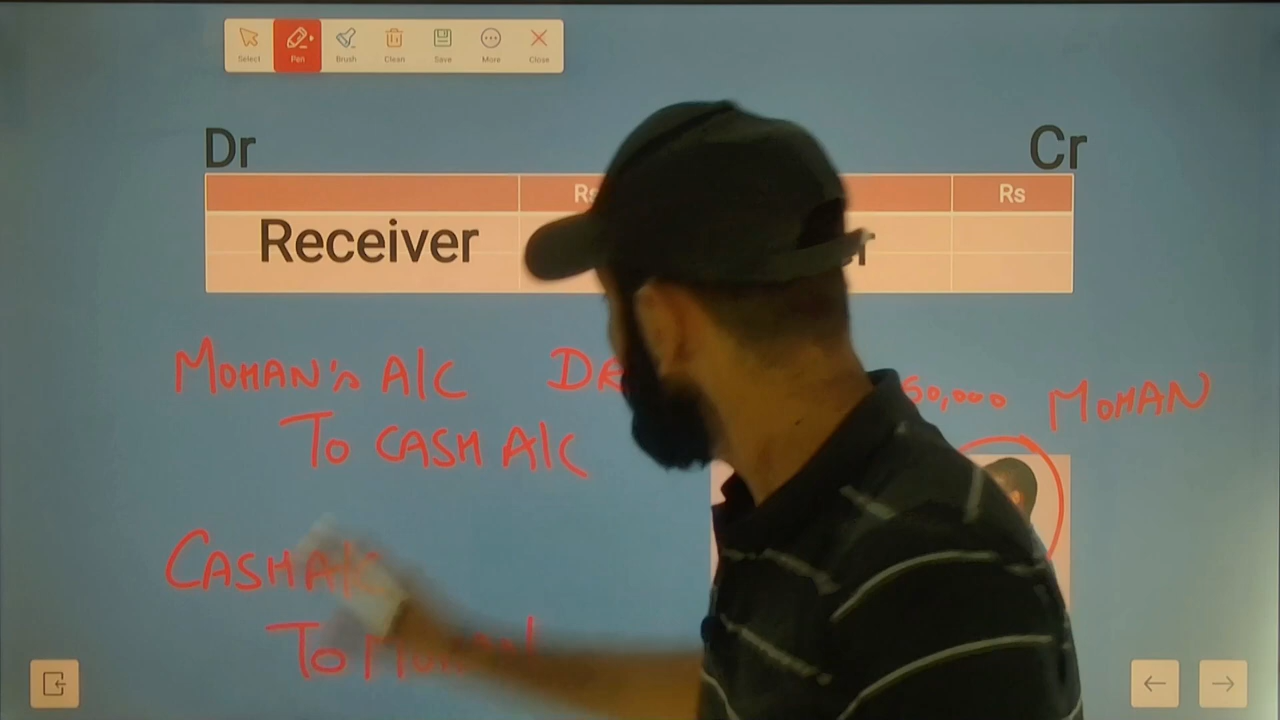 Select Pen Brush Clean Save More Close
Dr Cr
Rs Rs
Receiver
MOHAN's A/C DR 50,000 MOHAN
To CASH A/C
CASH A/C
To MOHAN